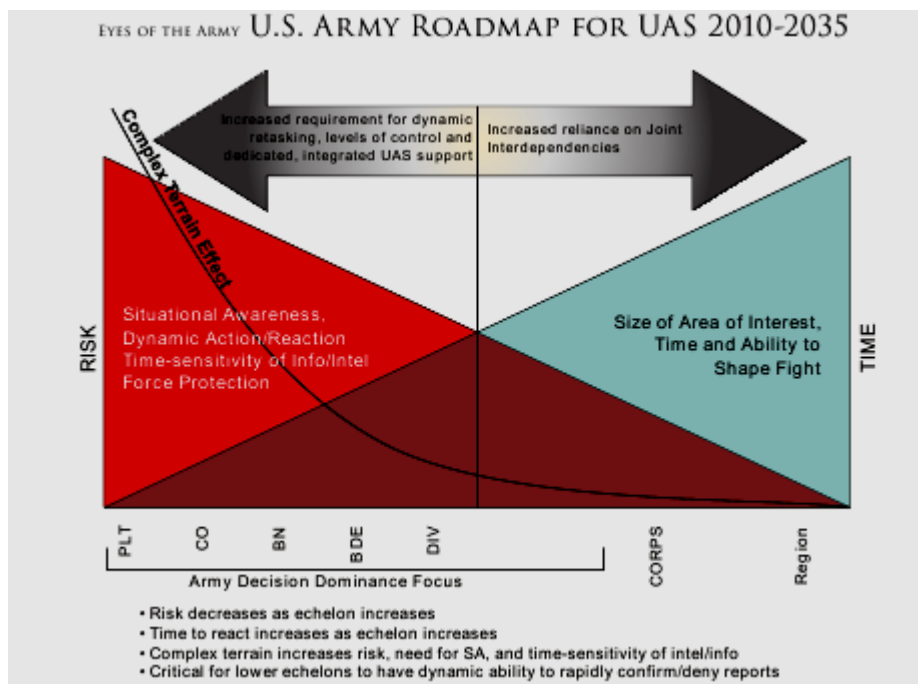 EYES OF THE ARMY U.S. ARMY ROADMAP FOR UAS 2010-2035
Complex Terrain Effect
Increased requirement for dynamic
retasking, levels of control and
dedicated, integrated UAS support
Increased reliance on Joint
Interdependencies
RISK
Situational Awareness,
Dynamic Action/Reaction
Time-sensitivity of Info/Intel
Force Protection
Size of Area of Interest,
Time and Ability to
Shape Fight
TIME
PLT
CO
BN
BDE
DIV
CORPS
Region
Army Decision Dominance Focus
• Risk decreases as echelon increases
• Time to react increases as echelon increases
• Complex terrain increases risk, need for SA, and time-sensitivity of intel/info
• Critical for lower echelons to have dynamic ability to rapidly confirm/deny reports